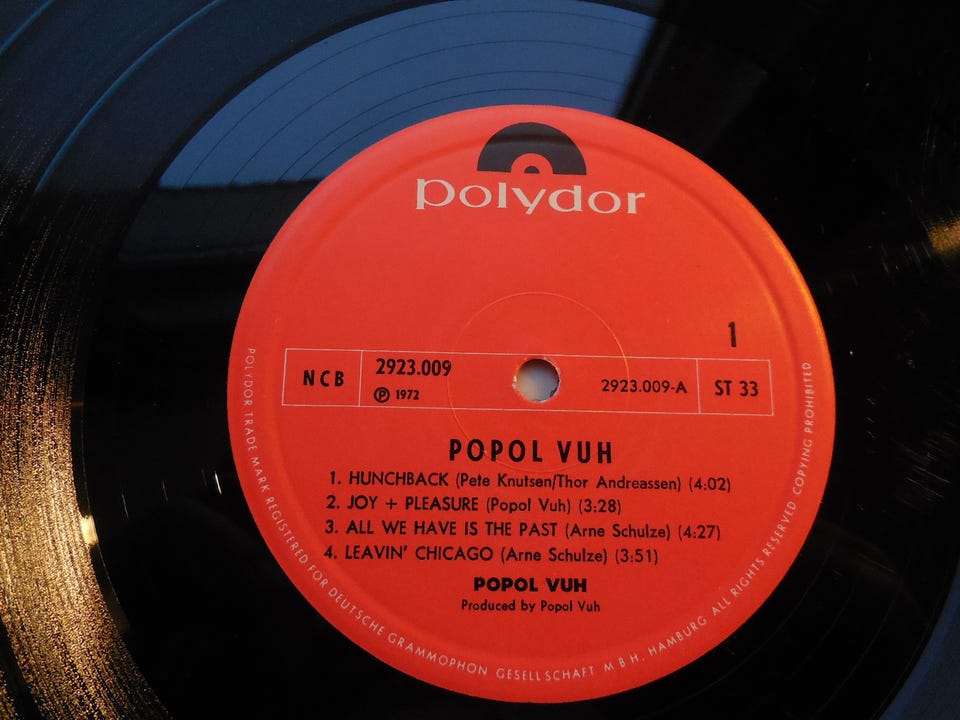 polydor
1
NCB
2923.009
℗ 1972
2923.009-A
ST 33
POPOL VUH
1. HUNCHBACK (Pete Knutsen/Thor Andreassen) (4:02)
2. JOY + PLEASURE (Popol Vuh) (3:28)
3. ALL WE HAVE IS THE PAST (Arne Schulze) (4:27)
4. LEAVIN' CHICAGO (Arne Schulze) (3:51)
POPOL VUH
Produced by Popol Vuh
POLYDOR TRADE MARK REGISTERED FOR DEUTSCHE GRAMMOPHON GESELLSCHAFT M B H, HAMBURG ALL RIGHTS RESERVED COPYING PROHIBITED